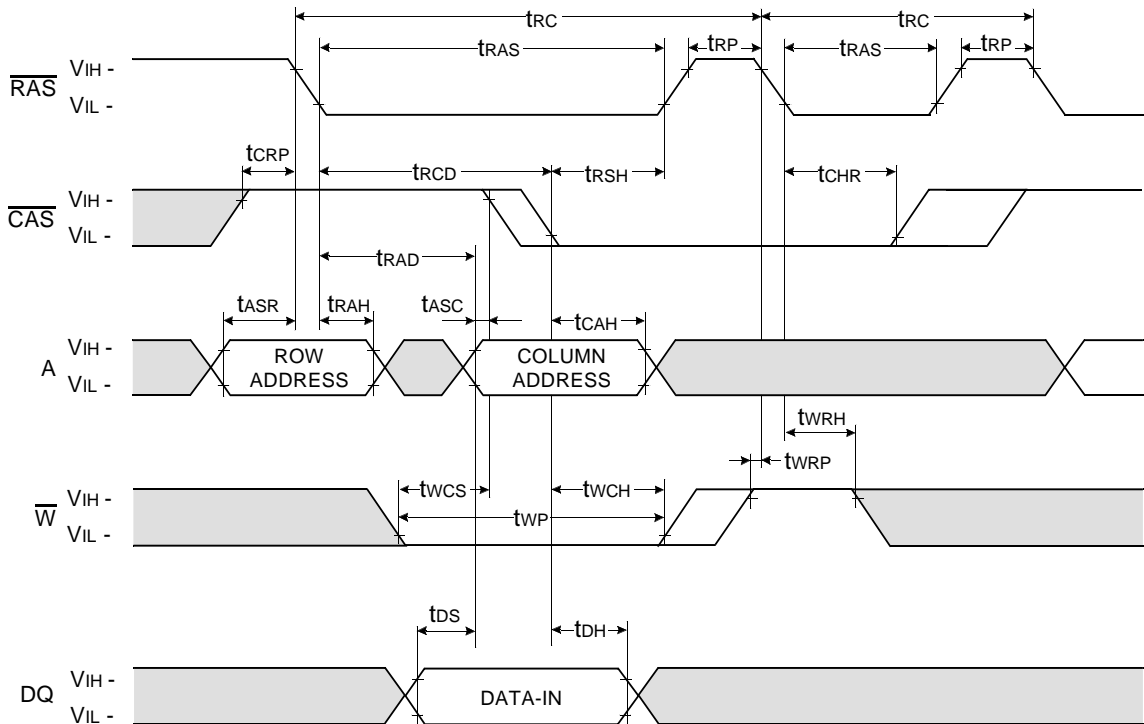 tRC tRC
tRAS tRP tRAS tRP
RAS VIH -
VIL -
tCRP tRCD tRSH tCHR
CAS VIH -
VIL -
tRAD
tASR tRAH tASC tCAH
A VIH -
VIL -
ROW ADDRESS
COLUMN ADDRESS
tWRH
tWRP
tWCS tWCH
W VIH -
VIL -
tWP
tDS tDH
DQ VIH -
VIL -
DATA-IN